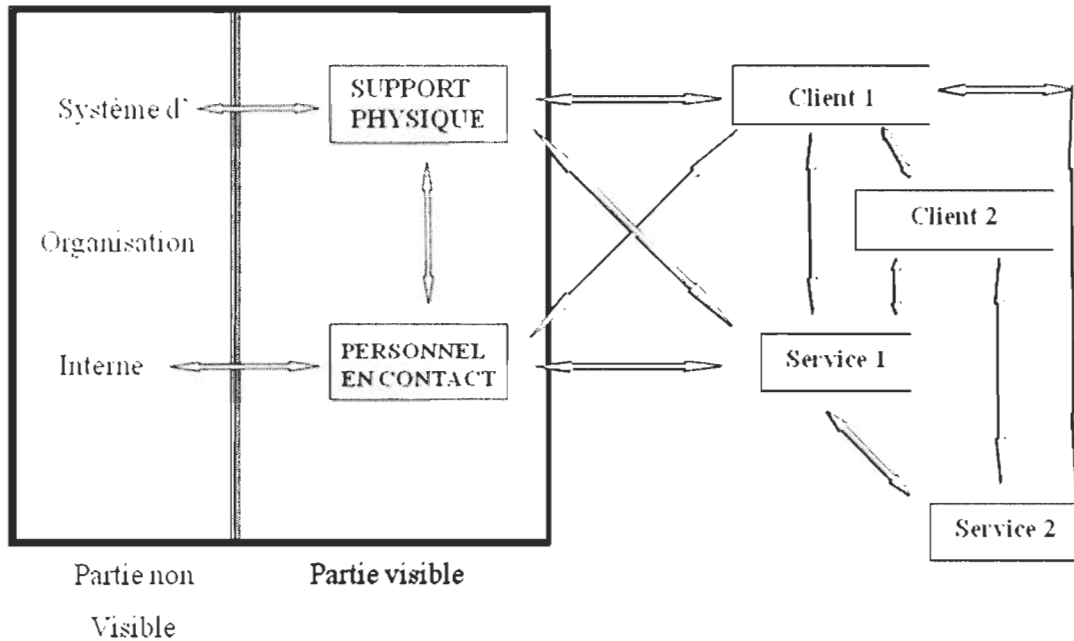 Système d'
SUPPORT
PHYSIQUE
Client 1
Client 2
Organisation
Interne
PERSONNEL
EN CONTACT
Service 1
Service 2
Partie non
Visible
Partie visible